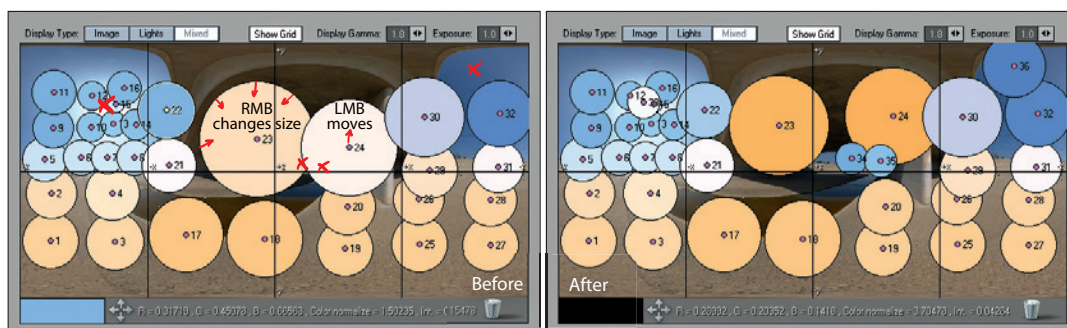 Display Type: Image Lights Mixed Show Grid Display Gamma: 1.0 Exposure: 1.0
+y
11 12 16 15 22
9 10 13 14
RMB
changes size
23
LMB
moves
24
30 32
-x 5 6 7 8 21 +z +x 29 31 -x
2 4 20 26 28
1 3 17 18 19 25 27
-y
Before
Display Type: Image Lights Mixed Show Grid Display Gamma: 1.0 Exposure: 1.0
+y
36
11 12 16 22
9 10 13 14 23 24 30 32
-x 5 6 7 8 21 +z 34 35 +x 29 31 -x
2 4 20 26 28
1 3 17 18 19 25 27
-y
After